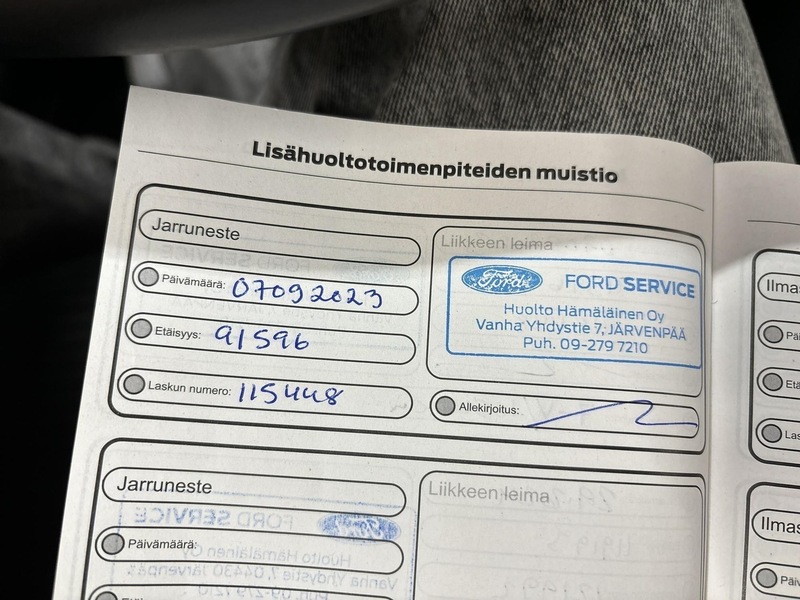 Lisähuoltotoimenpiteiden muistio
Jarruneste
Päivämäärä: 07092023
Etäisyys: 91596
Laskun numero: 115448
Liikkeen leima
Ford FORD SERVICE
Huolto Hämäläinen Oy
Vanha Yhdystie 7, JÄRVENPÄÄ
Puh. 09-279 7210
Allekirjoitus:
Jarruneste
Päivämäärä:
Liikkeen leima